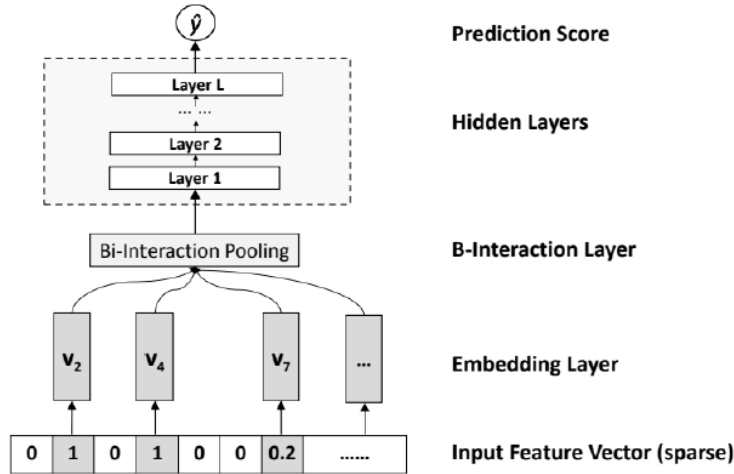 ŷ
Prediction Score
Layer L
... ...
Hidden Layers
Layer 2
Layer 1
Bi-Interaction Pooling
B-Interaction Layer
V2 V4 V7 ...
Embedding Layer
0 1 0 1 0 0 0.2 ......
Input Feature Vector (sparse)